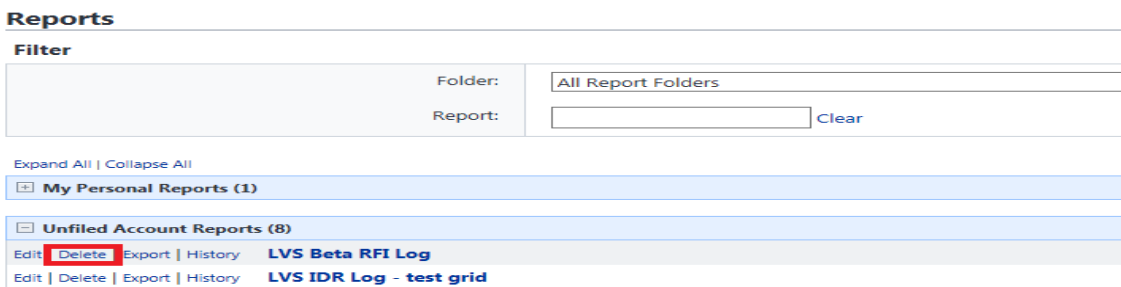 Reports
Filter
Folder: All Report Folders
Report: Clear
Expand All | Collapse All
My Personal Reports (1)
Unfiled Account Reports (8)
Edit Delete Export | History LVS Beta RFI Log
Edit | Delete | Export | History LVS IDR Log - test grid